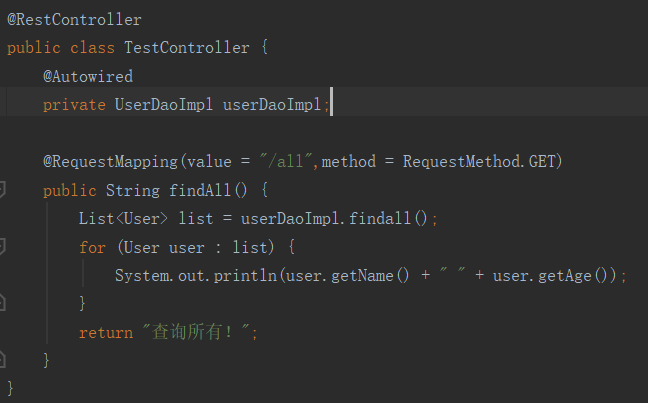 @RestController
public class TestController {
@Autowired
private UserDaoImpl userDaoImpl;
@RequestMapping(value = "/all",method = RequestMethod.GET)
public String findAll() {
List<User> list = userDaoImpl.findall();
for (User user : list) {
System.out.println(user.getName() + " " + user.getAge());
}
return "查询所有！";
}
}